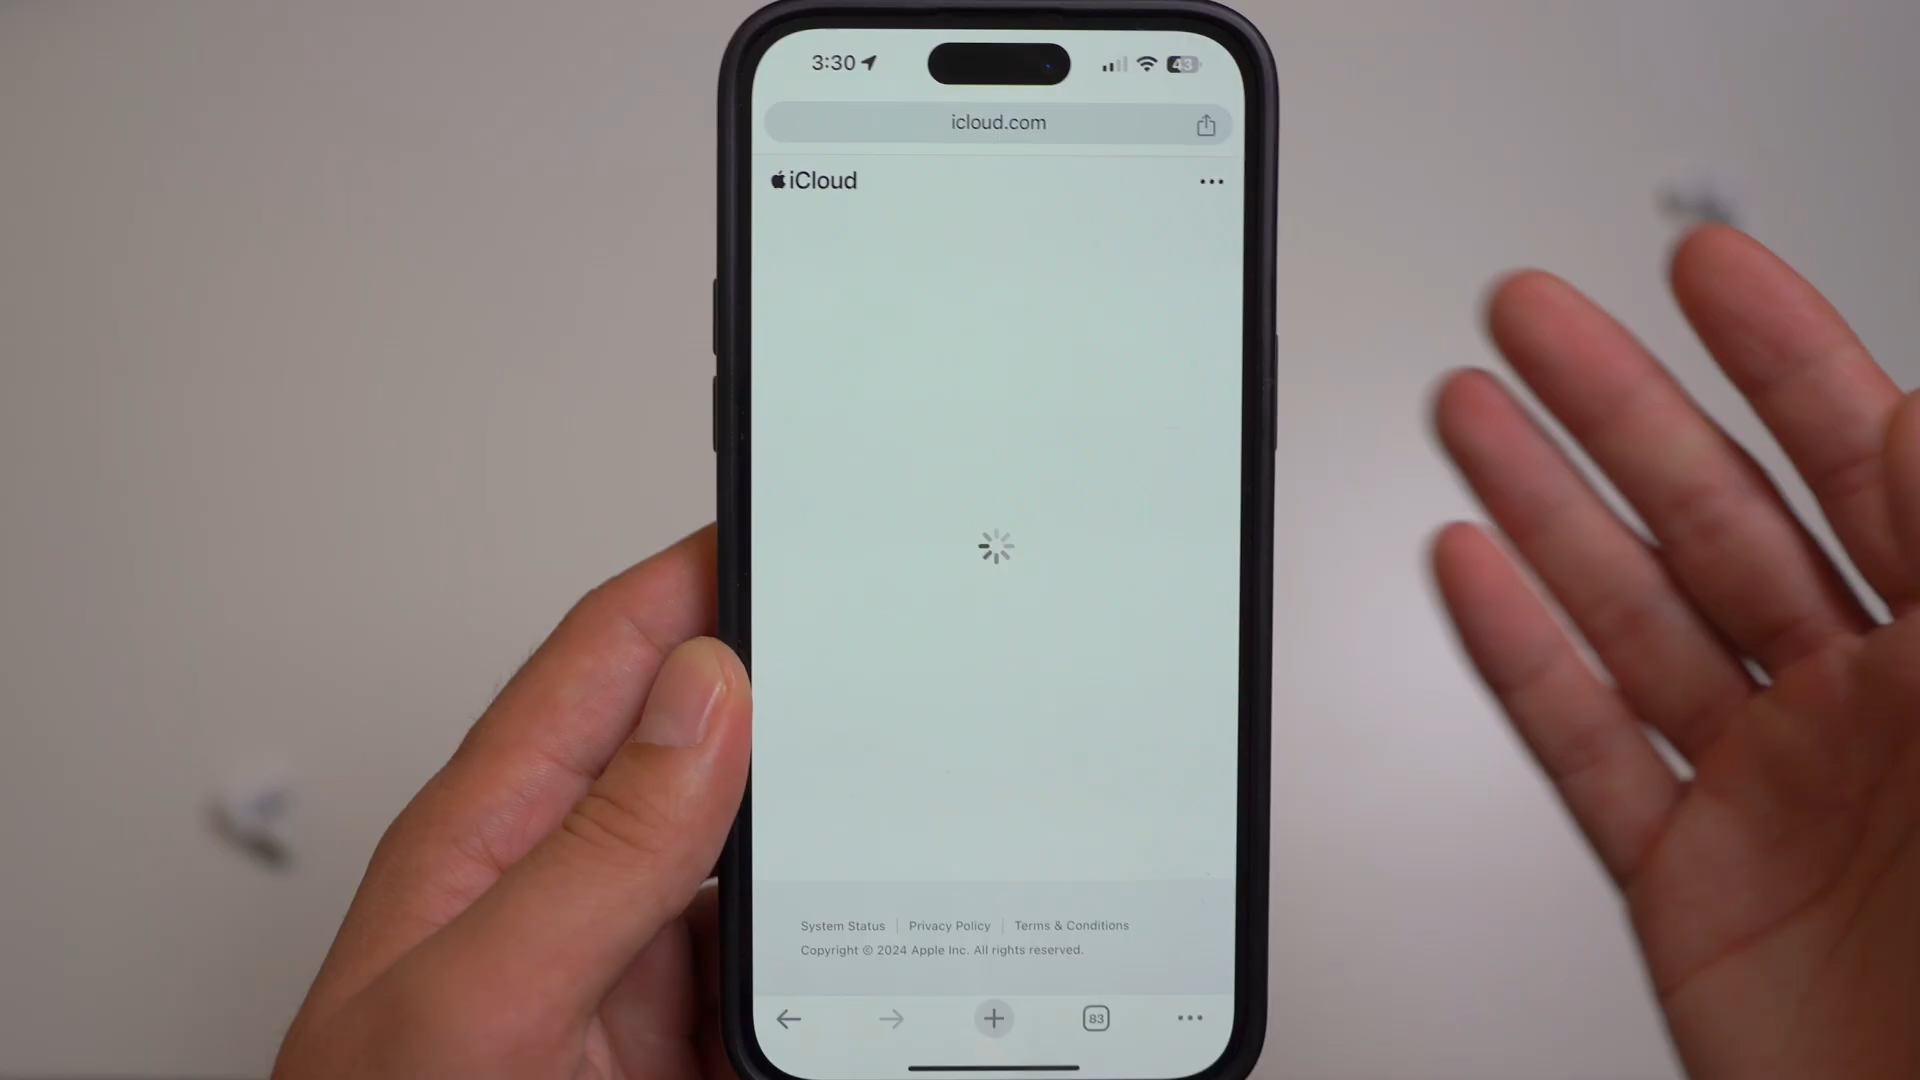 3:30
43
icloud.com
iCloud
System Status Privacy Policy Terms & Conditions
Copyright © 2024 Apple Inc. All rights reserved.
83